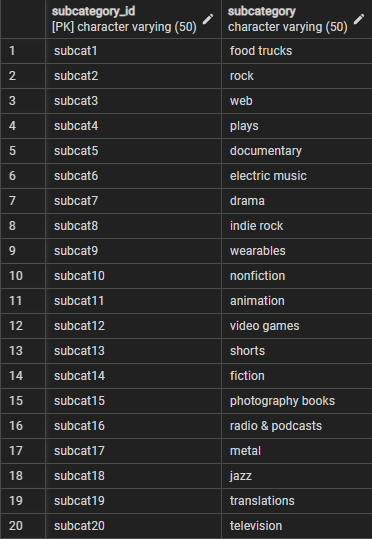 subcategory_id subcategory
[PK] character varying (50) character varying (50)
1 subcat1 food trucks
2 subcat2 rock
3 subcat3 web
4 subcat4 plays
5 subcat5 documentary
6 subcat6 electric music
7 subcat7 drama
8 subcat8 indie rock
9 subcat9 wearables
10 subcat10 nonfiction
11 subcat11 animation
12 subcat12 video games
13 subcat13 shorts
14 subcat14 fiction
15 subcat15 photography books
16 subcat16 radio & podcasts
17 subcat17 metal
18 subcat18 jazz
19 subcat19 translations
20 subcat20 television